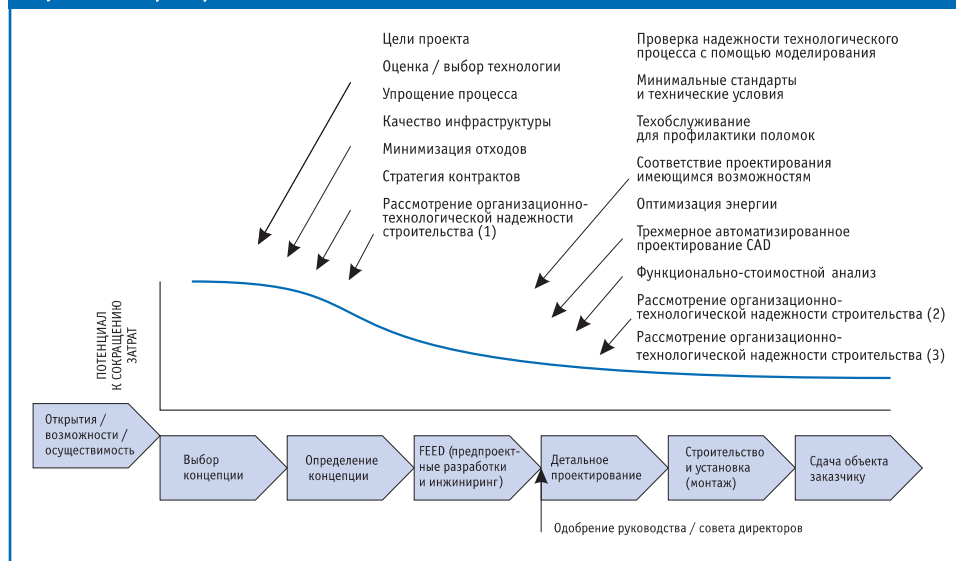 Цели проекта
Оценка / выбор технологии
Упрощение процесса
Качество инфраструктуры
Минимизация отходов
Стратегия контрактов
Рассмотрение организационно-
технологической надежности
строительства (1)
Проверка надежности технологического
процесса с помощью моделирования
Минимальные стандарты
и технические условия
Техобслуживание
для профилактики поломок
Соответствие проектирования
имеющимся возможностям
Оптимизация энергии
Трехмерное автоматизированное
проектирование CAD
Функционально-стоимостной анализ
Рассмотрение организационно-
технологической надежности строительства (2)
Рассмотрение организационно-
технологической надежности строительства (3)
ПОТЕНЦИАЛ
К СОКРАЩЕНИЮ
ЗАТРАТ
Открытия /
возможности /
осуществимость
Выбор
концепции
Определение
концепции
FEED (предпроект-
ные разработки
и инжиниринг)
Детальное
проектирование
Строительство
и установка
(монтаж)
Сдача объекта
заказчику
Одобрение руководства / совета директоров